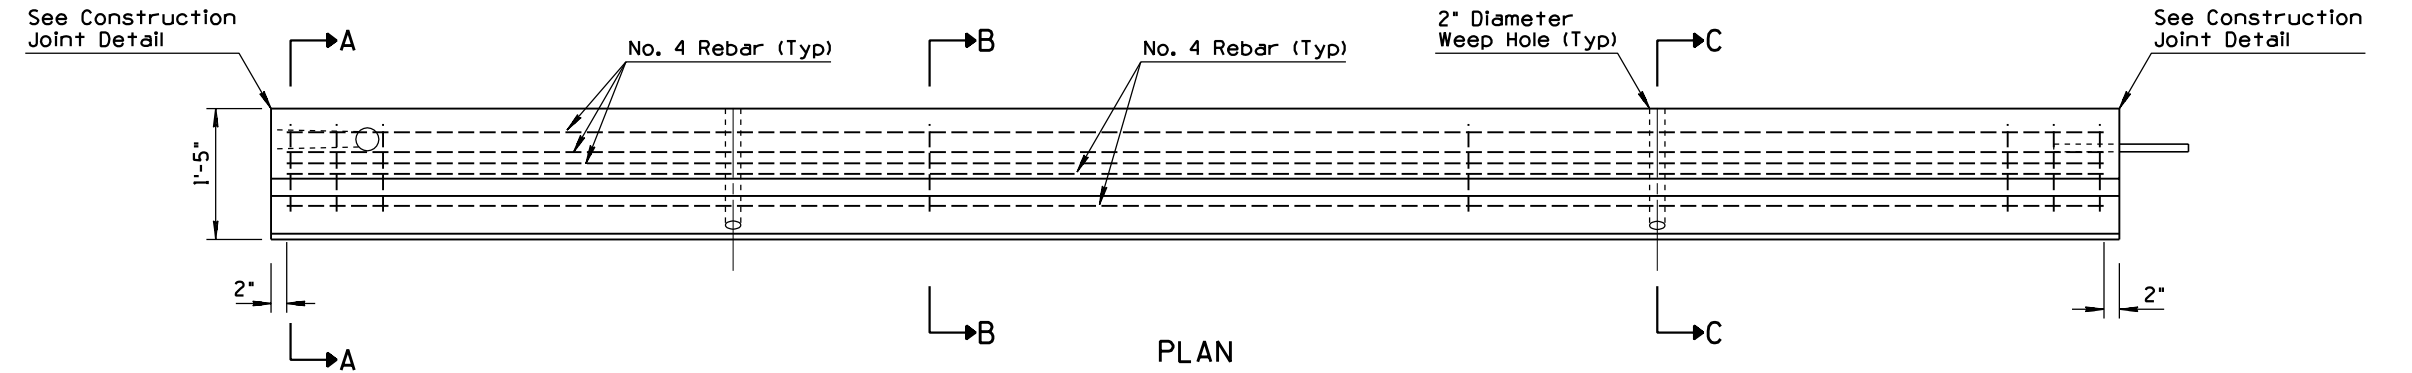 See Construction
Joint Detail
A
No. 4 Rebar (Typ)
B
No. 4 Rebar (Typ)
2" Diameter
Weep Hole (Typ)
C
See Construction
Joint Detail
1'-5"
2"
2"
A
B
C
PLAN